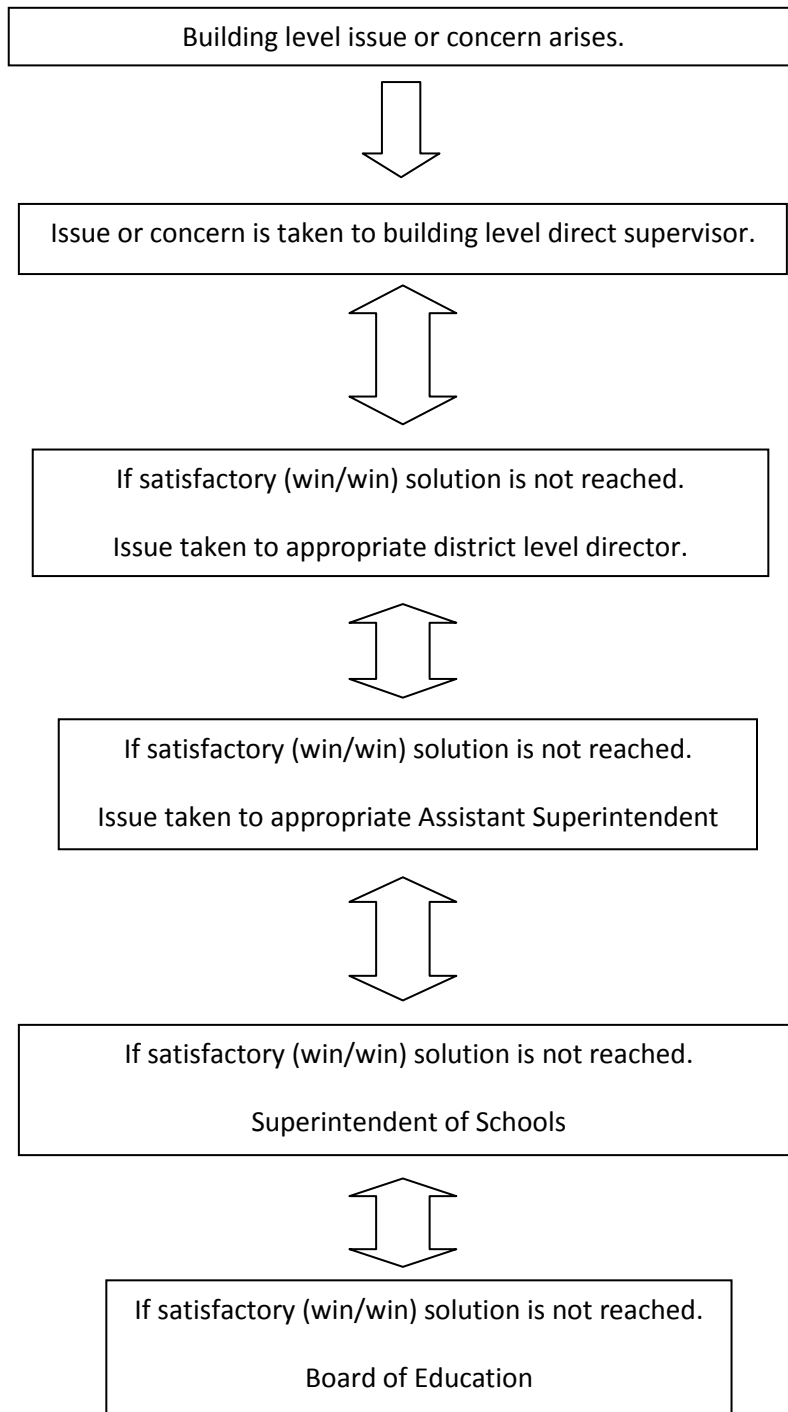 Building level issue or concern arises.
Issue or concern is taken to building level direct supervisor.
If satisfactory (win/win) solution is not reached.
Issue taken to appropriate district level director.
If satisfactory (win/win) solution is not reached.
Issue taken to appropriate Assistant Superintendent
If satisfactory (win/win) solution is not reached.
Superintendent of Schools
If satisfactory (win/win) solution is not reached.
Board of Education